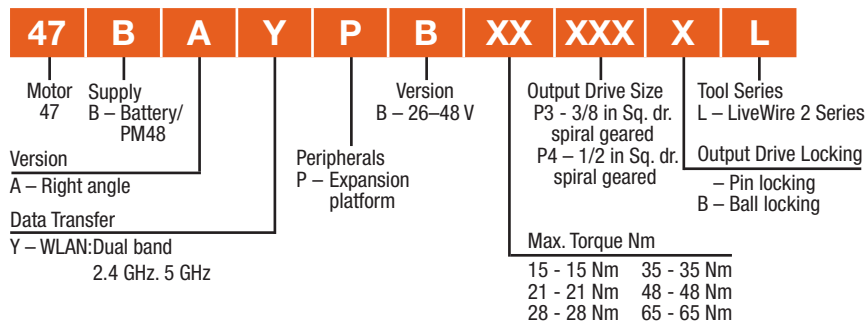 47 B A Y P B XX XXX X L
Motor
47
Supply
B – Battery/
PM48
Version
A – Right angle
Data Transfer
Y – WLAN:Dual band
2.4 GHz. 5 GHz
Peripherals
P – Expansion
platform
Version
B – 26–48 V
Output Drive Size
P3 - 3/8 in Sq. dr.
spiral geared
P4 – 1/2 in Sq. dr.
spiral geared
Max. Torque Nm
15 - 15 Nm 35 - 35 Nm
21 - 21 Nm 48 - 48 Nm
28 - 28 Nm 65 - 65 Nm
Tool Series
L – LiveWire 2 Series
Output Drive Locking
– Pin locking
B – Ball locking